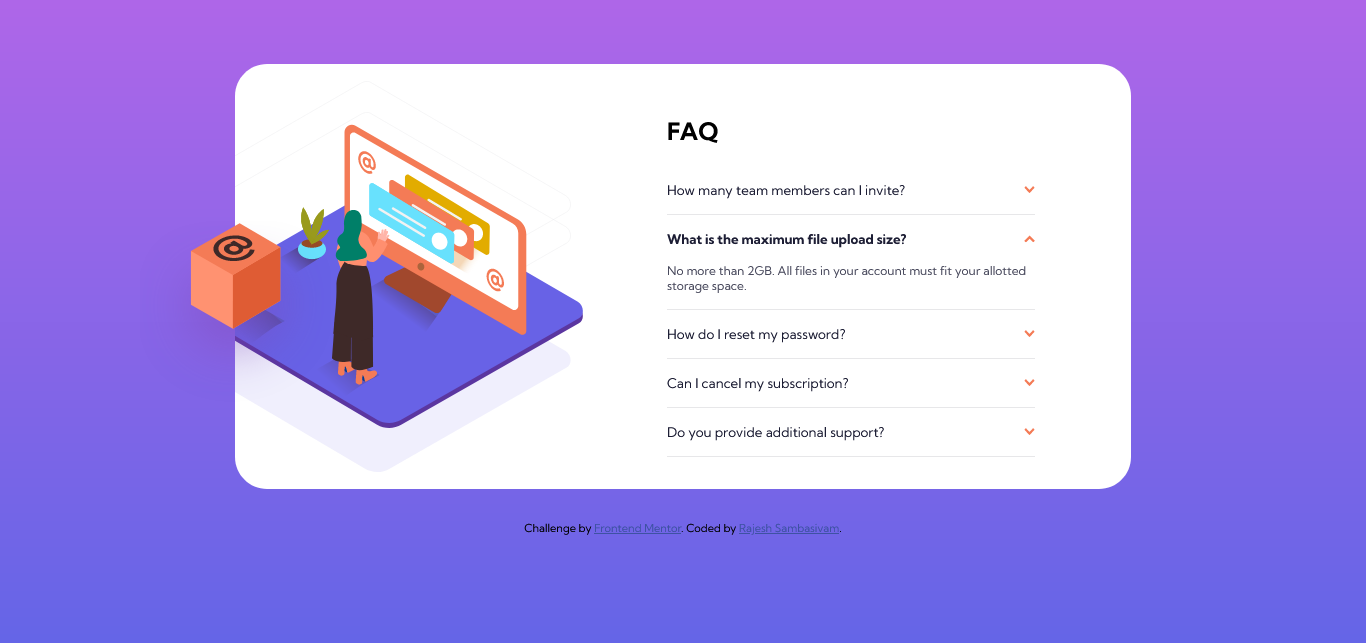 FAQ
How many team members can I invite?
What is the maximum file upload size?
No more than 2GB. All files in your account must fit your allotted
storage space.
How do I reset my password?
Can I cancel my subscription?
Do you provide additional support?
Challenge by Frontend Mentor. Coded by Rajesh Sambasivam.
@
@
@